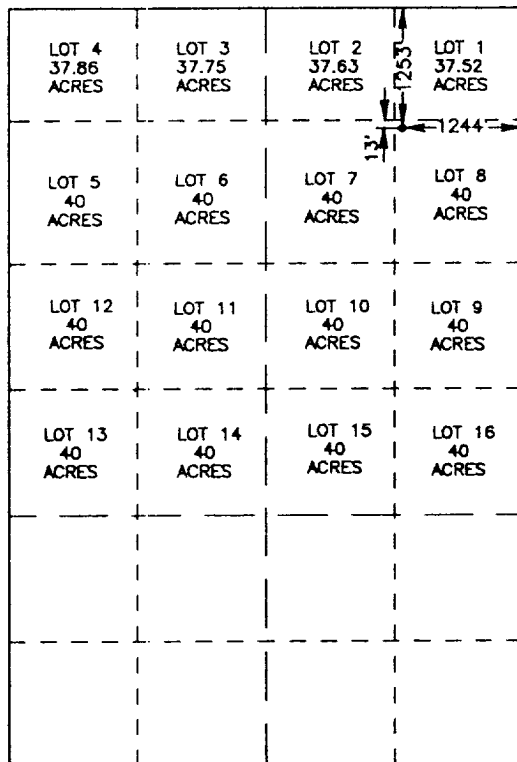 LOT 4
37.86
ACRES
LOT 3
37.75
ACRES
LOT 2
37.63
ACRES
LOT 1
37.52
ACRES
1253'
1244'
13'
LOT 5
40
ACRES
LOT 6
40
ACRES
LOT 7
40
ACRES
LOT 8
40
ACRES
LOT 12
40
ACRES
LOT 11
40
ACRES
LOT 10
40
ACRES
LOT 9
40
ACRES
LOT 13
40
ACRES
LOT 14
40
ACRES
LOT 15
40
ACRES
LOT 16
40
ACRES